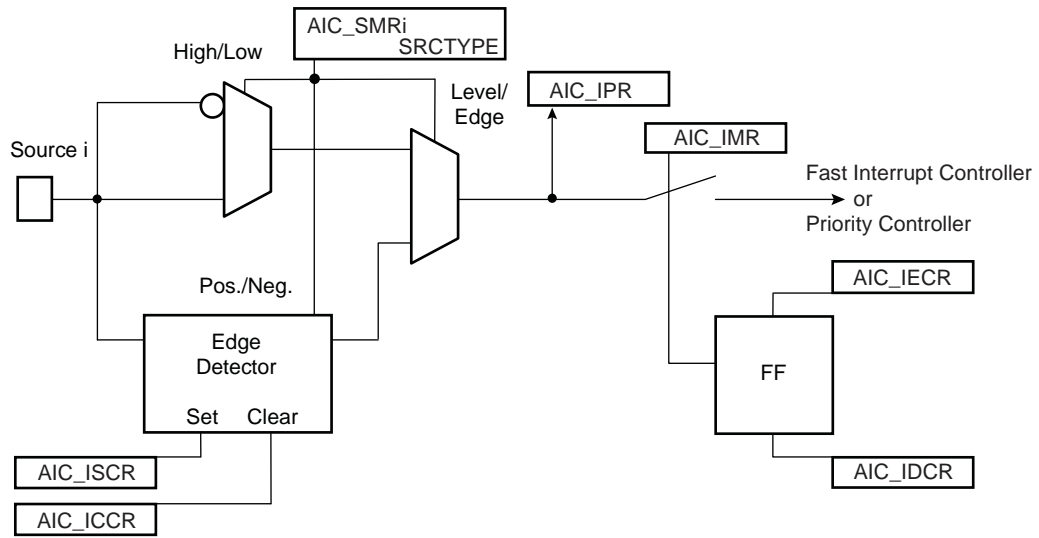 AIC_SMRi
SRCTYPE
High/Low
Level/
Edge
AIC_IPR
AIC_IMR
Source i
Fast Interrupt Controller
or
Priority Controller
Pos./Neg.
AIC_IECR
Edge
Detector
FF
Set Clear
AIC_ISCR
AIC_IDCR
AIC_ICCR